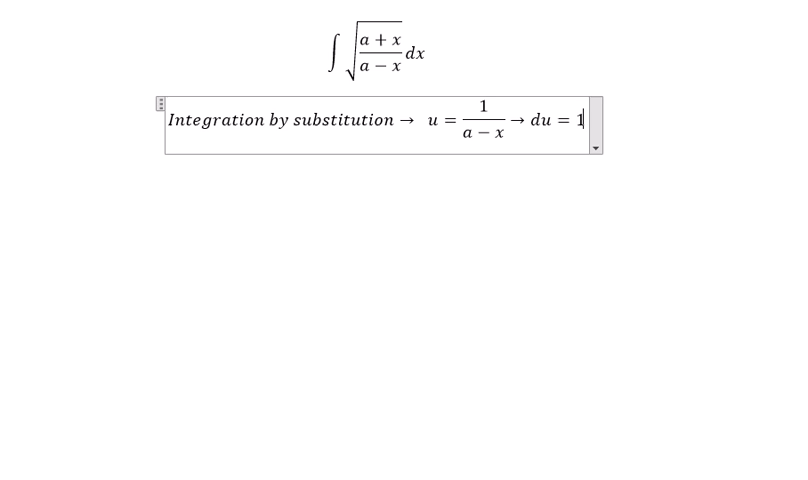 ∫ √((a + x)/(a − x)) dx
Integration by substitution → u = 1/(a − x) → du = 1